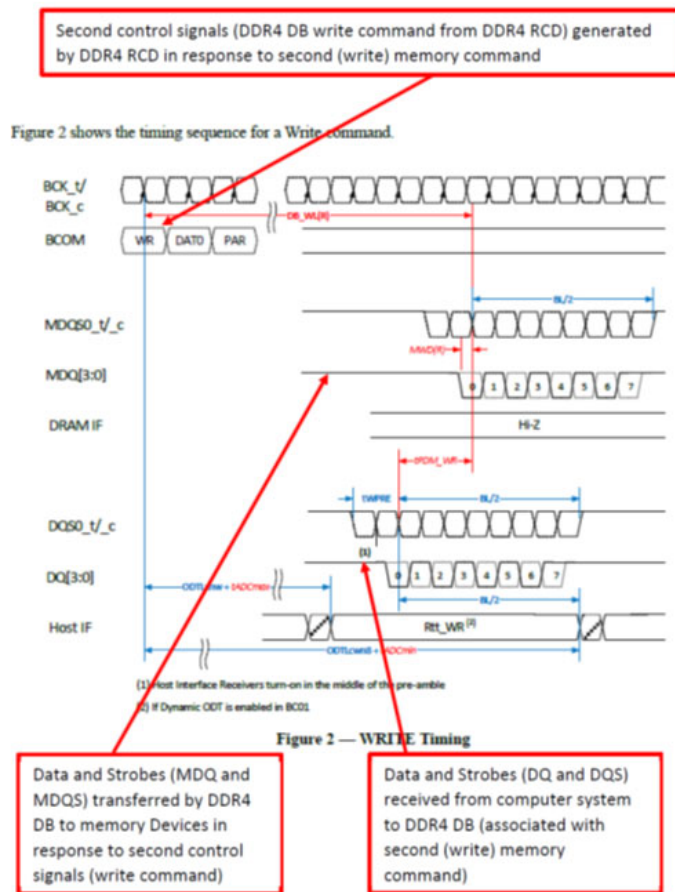 Second control signals (DDR4 DB write command from DDR4 RCD) generated
by DDR4 RCD in response to second (write) memory
command
Figure 2 shows the timing sequence for a Write command.
BCK_t/
BCK_c
DB_WL(R)
BCOM
WR DAT0 PAR
BL/2
MDQS0_t/_c
MWD(R)
MDQ[3:0]
0 1 2 3 4 5 6 7
DRAM IF
Hi-Z
tPDM_WR
tWPRE
BL/2
DQS0_t/_c
(1)
DQ[3:0]
0 1 2 3 4 5 6 7
BL/2
Host IF
Rtt_WR (2)
(1) Host Interface Receivers turn-on in the middle of the pre-amble
(2) If Dynamic ODT is enabled in BC01
Figure 2 — WRITE Timing
Data and Strobes (MDQ and
MDQS) transferred by DDR4
DB to memory Devices in
response to second control
signals (write command)
Data and Strobes (DQ and DQS)
received from computer system
to DDR4 DB (associated with
second (write) memory
command)